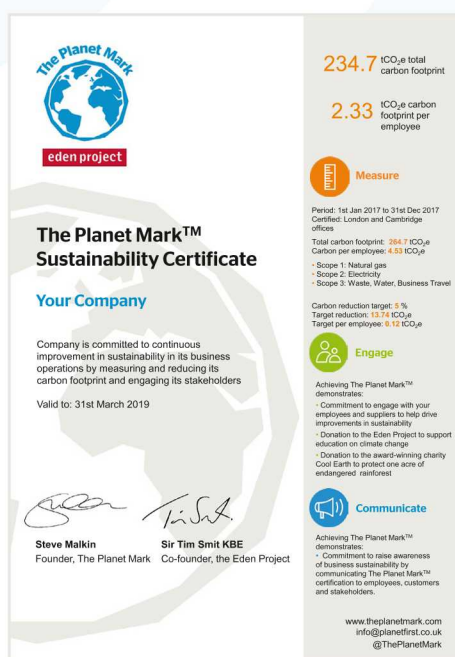 The Planet Mark
eden project
The Planet Mark™
Sustainability Certificate
Your Company
Company is committed to continuous
improvement in sustainability in its business
operations by measuring and reducing its
carbon footprint and engaging its stakeholders
Valid to: 31st March 2019
Steve Malkin
Founder, The Planet Mark
Sir Tim Smit KBE
Co-founder, the Eden Project
234.7 tCO₂e total
carbon footprint
2.33 tCO₂e carbon
footprint per
employee
Measure
Period: 1st Jan 2017 to 31st Dec 2017
Certified: London and Cambridge
offices
Total carbon footprint: 264.7 tCO₂e
Carbon per employee: 4.53 tCO₂e
• Scope 1: Natural gas
• Scope 2: Electricity
• Scope 3: Waste, Water, Business Travel
Carbon reduction target: 5 %
Target reduction: 13.74 tCO₂e
Target per employee: 0.12 tCO₂e
Engage
Achieving The Planet Mark™
demonstrates:
• Commitment to engage with your
employees and suppliers to help drive
improvements in sustainability
• Donation to the Eden Project to support
education on climate change
• Donation to the award-winning charity
Cool Earth to protect one acre of
endangered rainforest
Communicate
Achieving The Planet Mark™
demonstrates:
• Commitment to raise awareness
of business sustainability by
communicating The Planet Mark™
certification to employees, customers
and stakeholders.
www.theplanetmark.com
info@planetfirst.co.uk
@ThePlanetMark